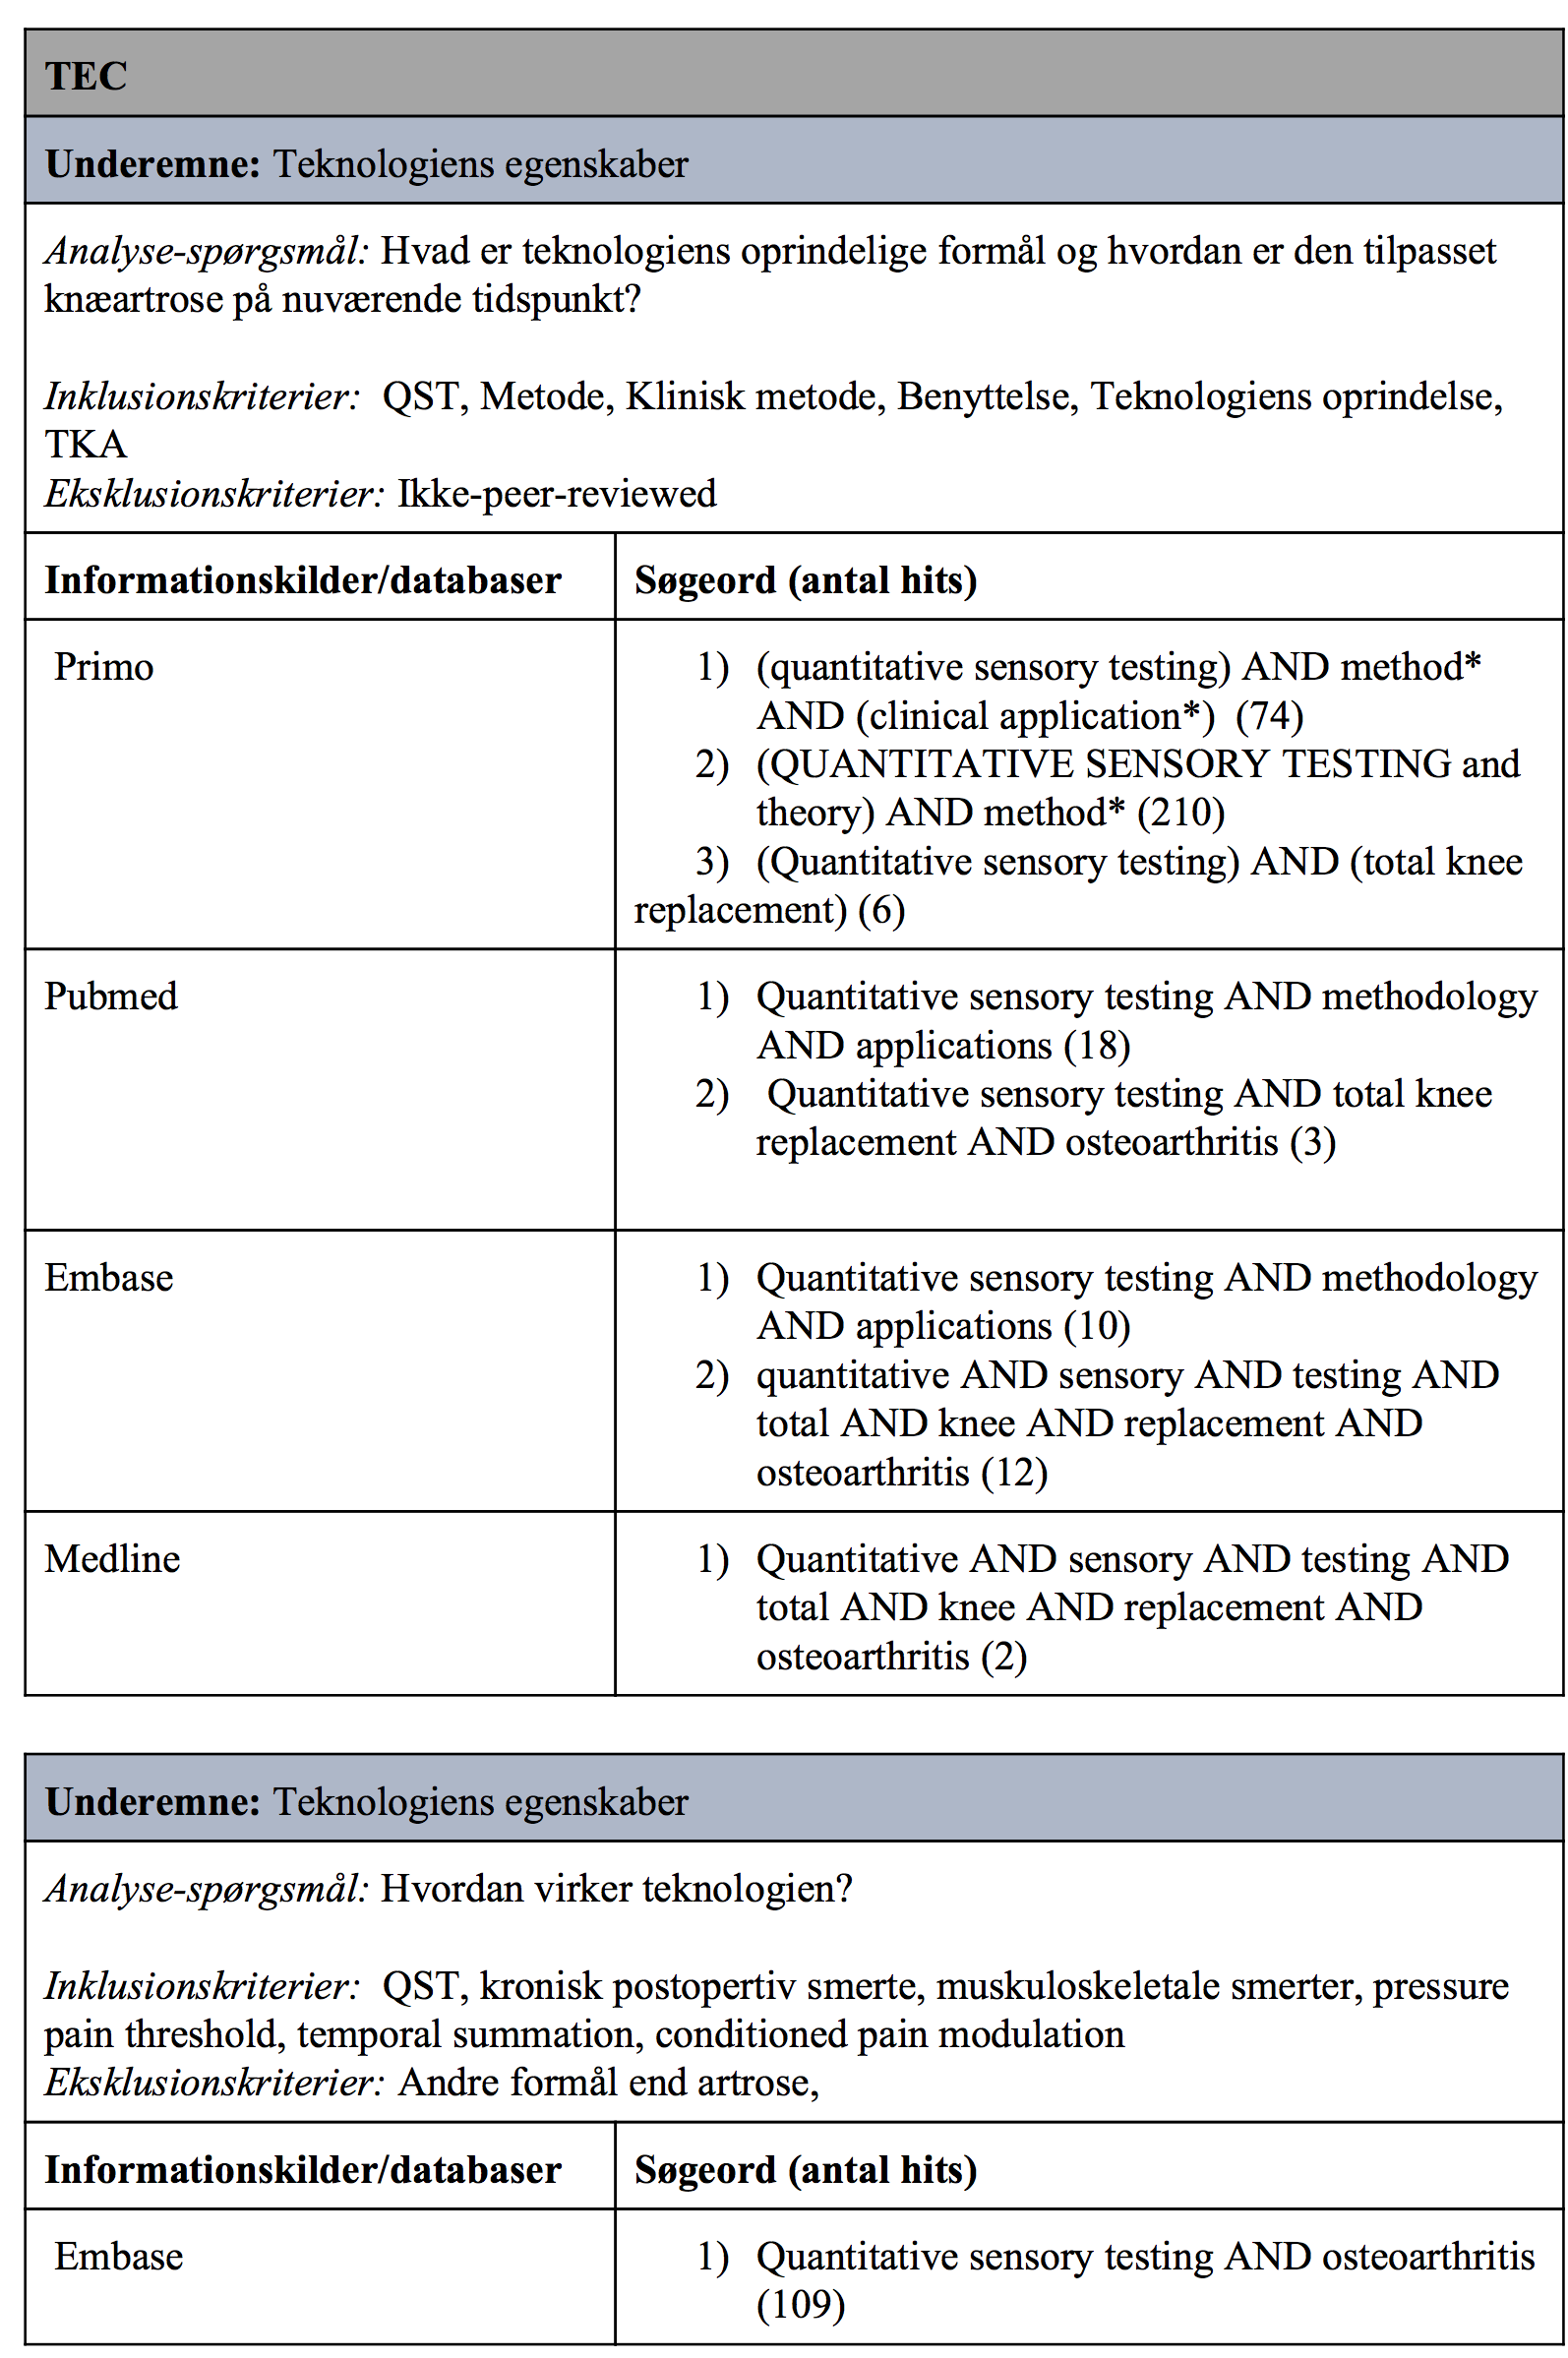 TEC
Underemne: Teknologiens egenskaber
Analyse-spørgsmål: Hvad er teknologiens oprindelige formål og hvordan er den tilpasset
knæartrose på nuværende tidspunkt?
Inklusionskriterier: QST, Metode, Klinisk metode, Benyttelse, Teknologiens oprindelse,
TKA
Eksklusionskriterier: Ikke-peer-reviewed
Informationskilder/databaser
Søgeord (antal hits)
Primo
1) (quantitative sensory testing) AND method*
AND (clinical application*) (74)
2) (QUANTITATIVE SENSORY TESTING and
theory) AND method* (210)
3) (Quantitative sensory testing) AND (total knee
replacement) (6)
Pubmed
1) Quantitative sensory testing AND methodology
AND applications (18)
2) Quantitative sensory testing AND total knee
replacement AND osteoarthritis (3)
Embase
1) Quantitative sensory testing AND methodology
AND applications (10)
2) quantitative AND sensory AND testing AND
total AND knee AND replacement AND
osteoarthritis (12)
Medline
1) Quantitative AND sensory AND testing AND
total AND knee AND replacement AND
osteoarthritis (2)
Underemne: Teknologiens egenskaber
Analyse-spørgsmål: Hvordan virker teknologien?
Inklusionskriterier: QST, kronisk postopertiv smerte, muskuloskeletale smerter, pressure
pain threshold, temporal summation, conditioned pain modulation
Eksklusionskriterier: Andre formål end artrose,
Informationskilder/databaser
Søgeord (antal hits)
Embase
1) Quantitative sensory testing AND osteoarthritis
(109)